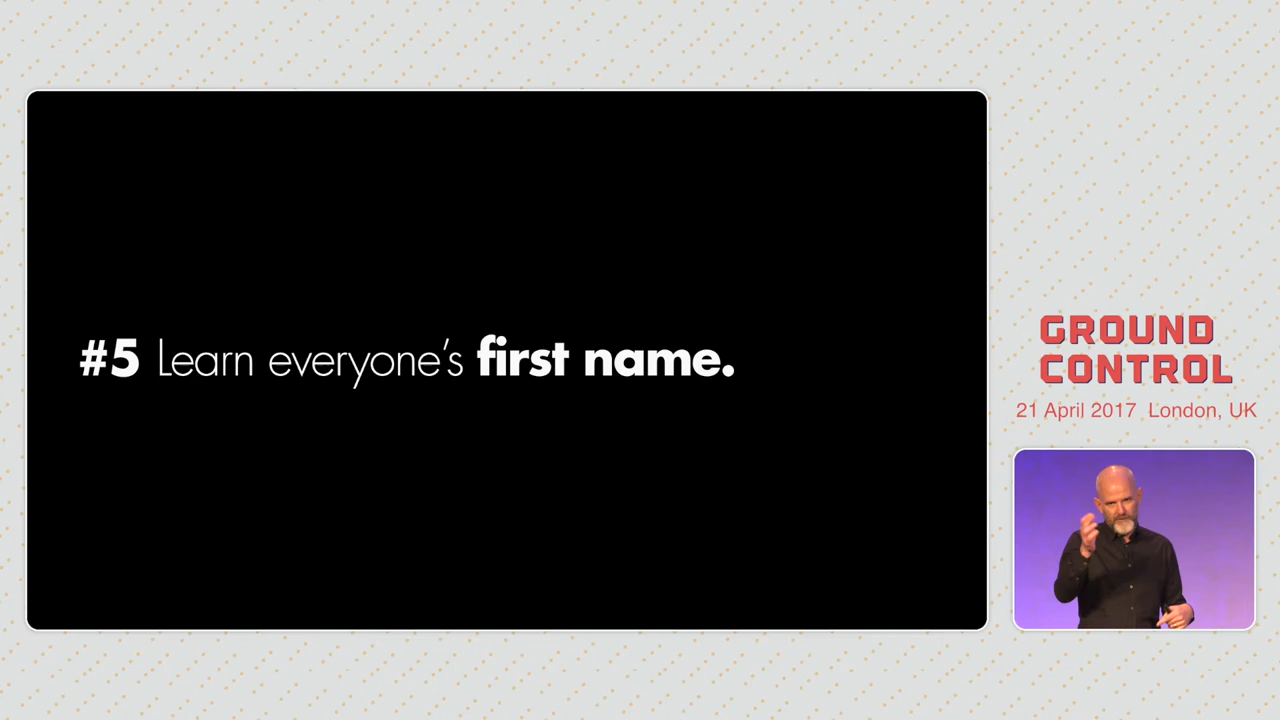 #5 Learn everyone’s first name.
GROUND
CONTROL
21 April 2017 London, UK